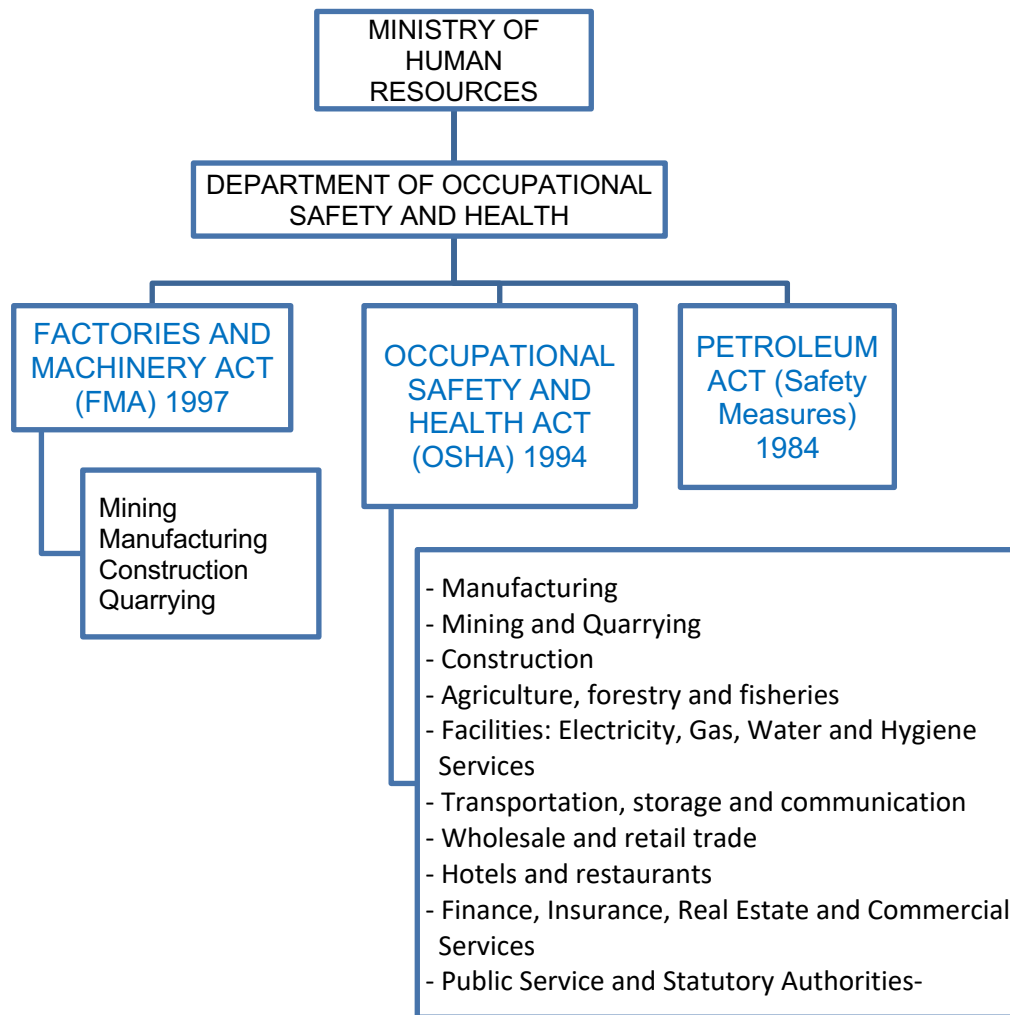 MINISTRY OF
HUMAN
RESOURCES
DEPARTMENT OF OCCUPATIONAL
SAFETY AND HEALTH
FACTORIES AND
MACHINERY ACT
(FMA) 1997
OCCUPATIONAL
SAFETY AND
HEALTH ACT
(OSHA) 1994
PETROLEUM
ACT (Safety
Measures)
1984
Mining
Manufacturing
Construction
Quarrying
- Manufacturing
- Mining and Quarrying
- Construction
- Agriculture, forestry and fisheries
- Facilities: Electricity, Gas, Water and Hygiene
Services
- Transportation, storage and communication
- Wholesale and retail trade
- Hotels and restaurants
- Finance, Insurance, Real Estate and Commercial
Services
- Public Service and Statutory Authorities-